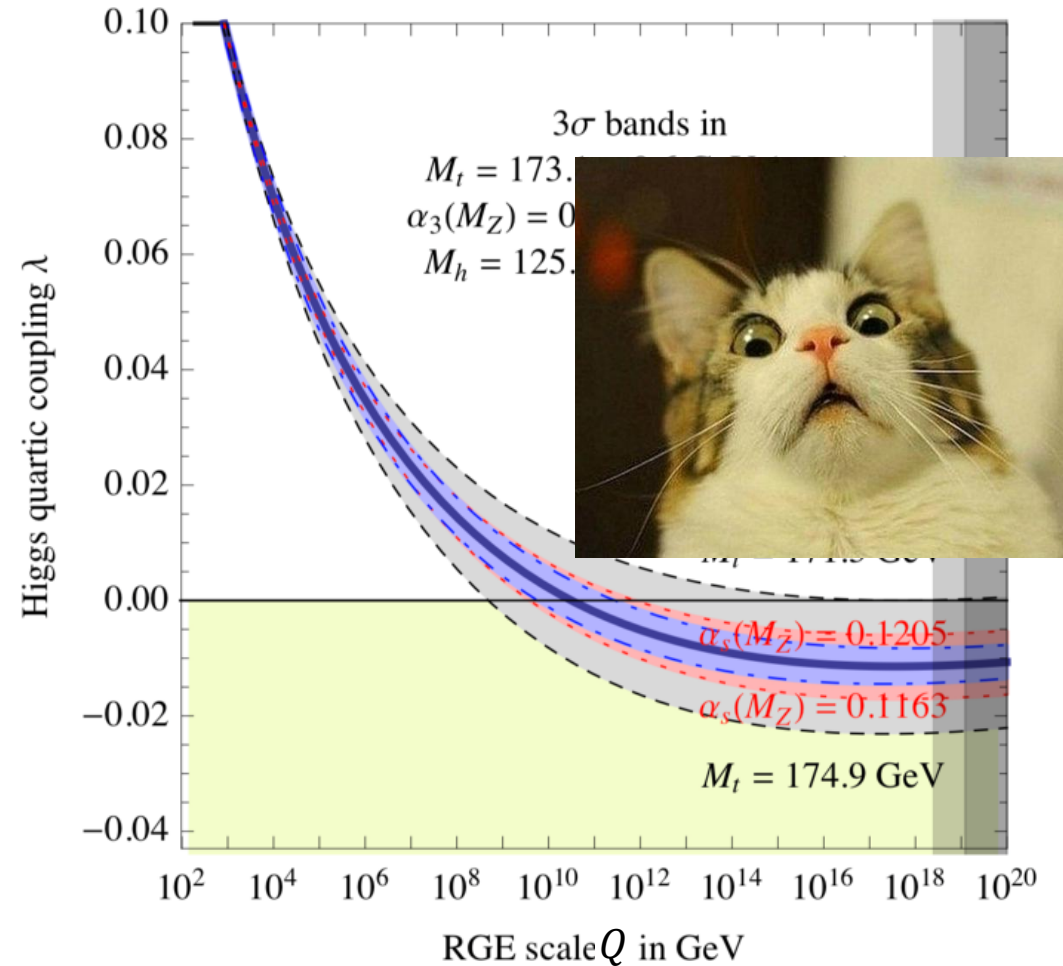 0.10
0.08
0.06
0.04
0.02
0.00
−0.02
−0.04
Higgs quartic coupling λ
3σ bands in
M_t = 173.
α_3(M_Z) = 0
M_h = 125.
α_s(M_Z) = 0.1205
α_s(M_Z) = 0.1163
M_t = 174.9 GeV
10^2 10^4 10^6 10^8 10^10 10^12 10^14 10^16 10^18 10^20
RGE scale Q in GeV